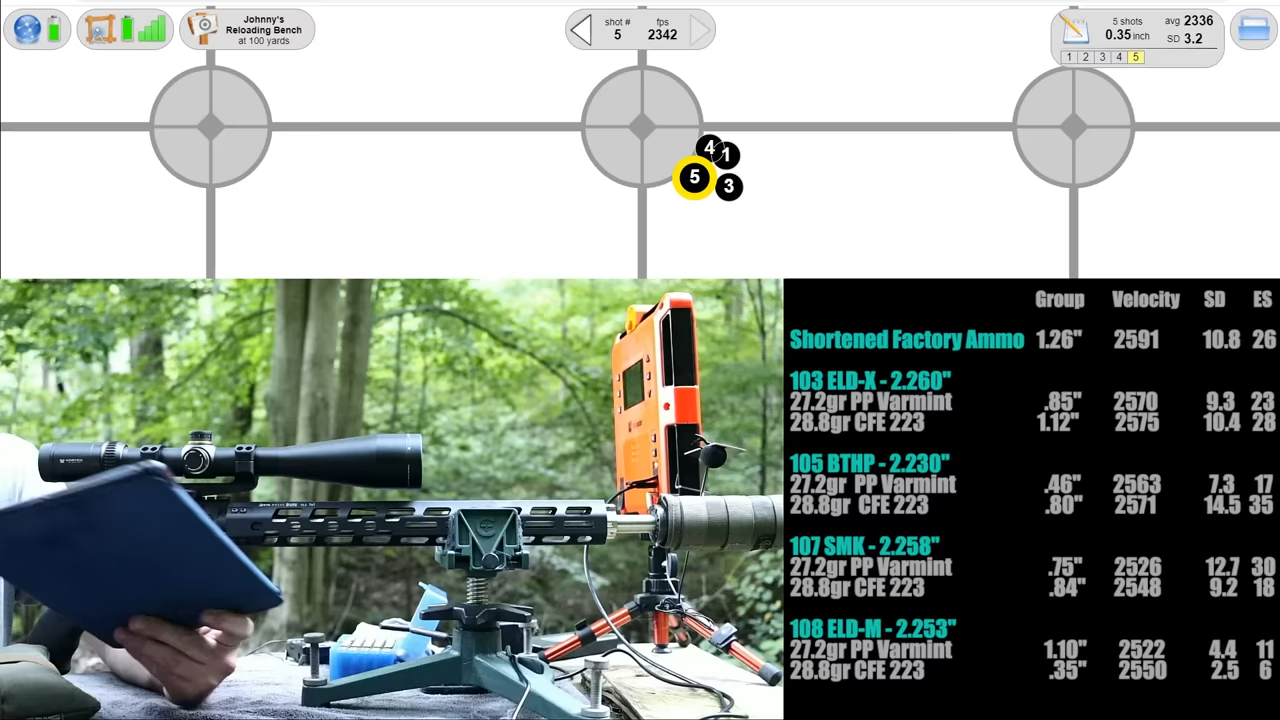 Johnny's
Reloading Bench
at 100 yards
shot # fps
5 2342
5 shots avg 2336
0.35 inch SD 3.2
1 2 3 4 5
4 1
5
3
Group Velocity SD ES
Shortened Factory Ammo 1.26" 2591 10.8 26
103 ELD-X - 2.260"
27.2gr PP Varmint .85" 2570 9.3 23
28.8gr CFE 223 1.12" 2575 10.4 28
105 BTHP - 2.230"
27.2gr PP Varmint .46" 2563 7.3 17
28.8gr CFE 223 .80" 2571 14.5 35
107 SMK - 2.258"
27.2gr PP Varmint .75" 2526 12.7 30
28.8gr CFE 223 .84" 2548 9.2 18
108 ELD-M - 2.253"
27.2gr PP Varmint 1.10" 2522 4.4 11
28.8gr CFE 223 .35" 2550 2.5 6
VORTEX